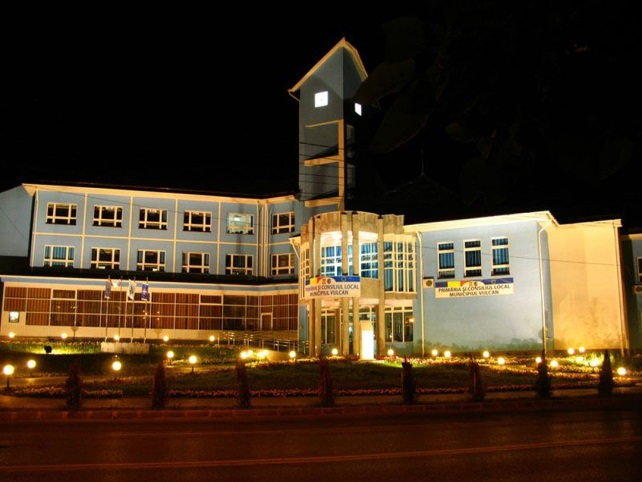 PRIMĂRIA ȘI CONSILIUL LOCAL
MUNICIPIUL VULCAN
PRIMĂRIA ȘI CONSILIUL LOCAL
MUNICIPIUL VULCAN